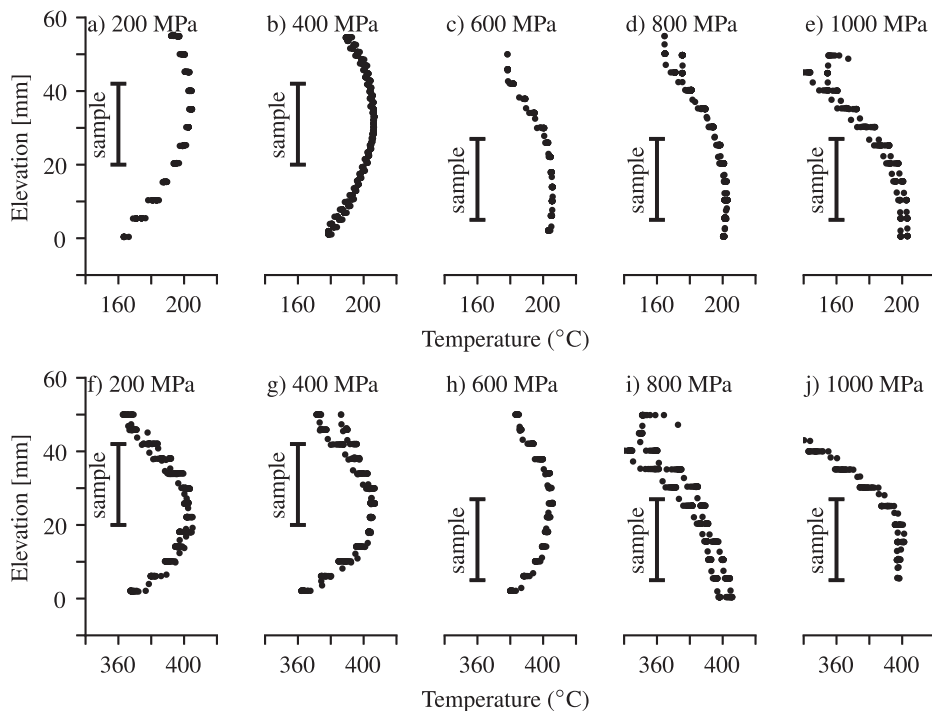 a) 200 MPa
b) 400 MPa
c) 600 MPa
d) 800 MPa
e) 1000 MPa
Elevation [mm]
60
40
20
0
sample
sample
sample
sample
sample
160 200
160 200
160 200
160 200
160 200
Temperature (°C)
f) 200 MPa
g) 400 MPa
h) 600 MPa
i) 800 MPa
j) 1000 MPa
Elevation [mm]
60
40
20
0
sample
sample
sample
sample
sample
360 400
360 400
360 400
360 400
360 400
Temperature (°C)